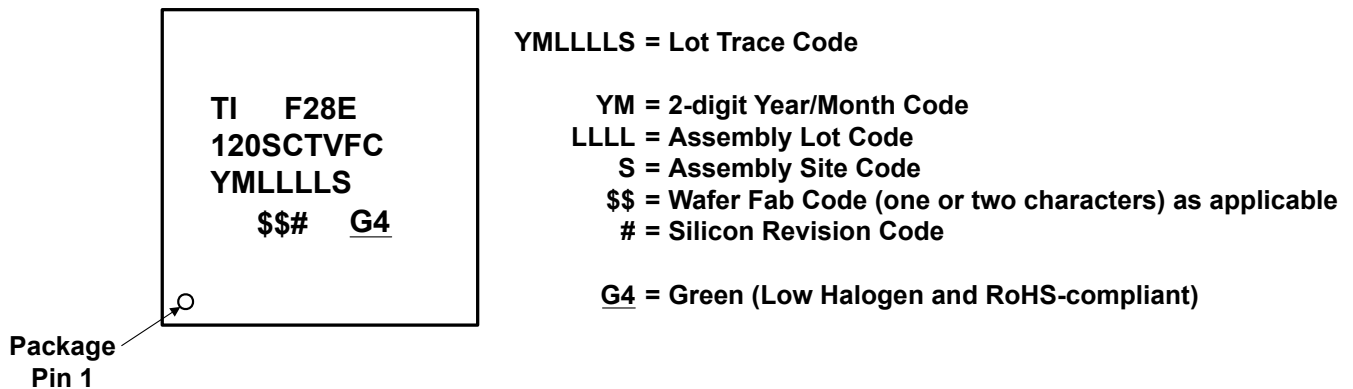 TI F28E
120SCTVFC
YMLLLLS
$$# G4
Package
Pin 1
YMLLLLS = Lot Trace Code
YM = 2-digit Year/Month Code
LLLL = Assembly Lot Code
S = Assembly Site Code
$$ = Wafer Fab Code (one or two characters) as applicable
# = Silicon Revision Code
G4 = Green (Low Halogen and RoHS-compliant)